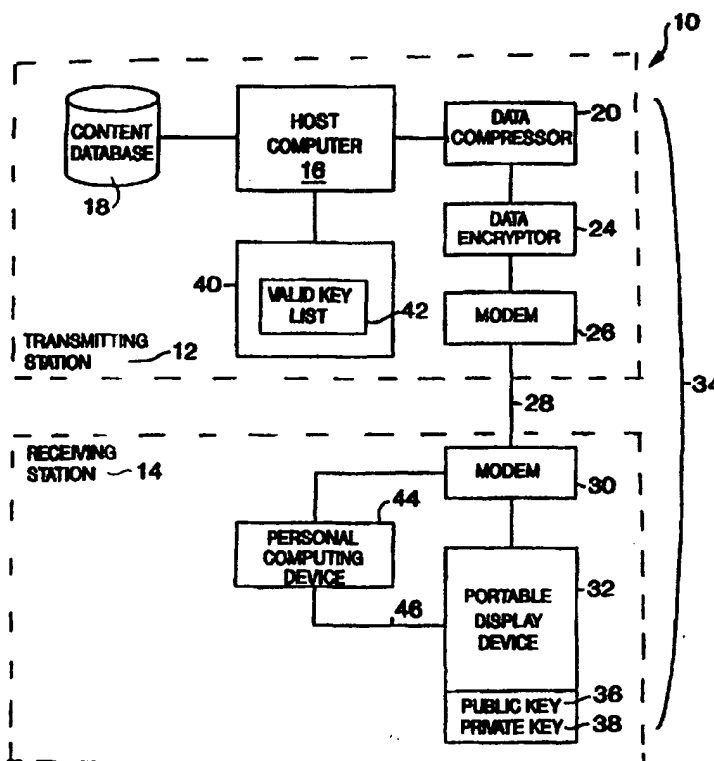 10
CONTENT
DATABASE
18
HOST
COMPUTER
16
DATA
COMPRESSOR
20
DATA
ENCRYPTOR
24
40
VALID KEY
LIST
42
MODEM
26
TRANSMITTING
STATION
12
28
34
RECEIVING
STATION
14
MODEM
30
44
PERSONAL
COMPUTING
DEVICE
46
32
PORTABLE
DISPLAY
DEVICE
PUBLIC KEY 36
PRIVATE KEY 38